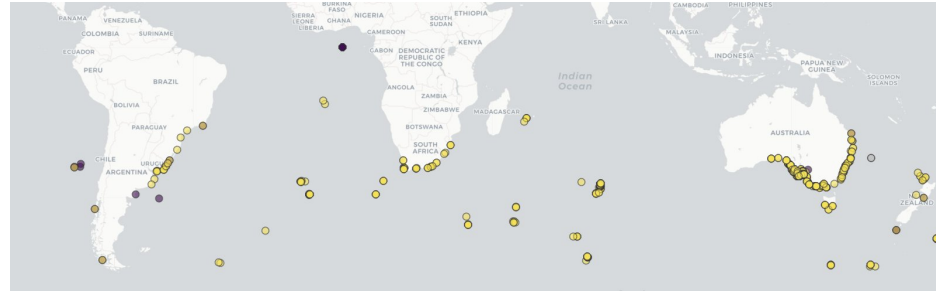 PANAMA
VENEZUELA
COLOMBIA
SURINAME
ECUADOR
PERU
BRAZIL
BOLIVIA
PARAGUAY
CHILE
ARGENTINA
BURKINA
FASO
SIERRA
LEONE
LIBERIA
GHANA
NIGERIA
CAMEROON
SOUTH
SUDAN
ETHIOPIA
GABON
DEMOCRATIC
REPUBLIC OF
THE CONGO
KENYA
ANGOLA
ZAMBIA
ZIMBABWE
MADAGASCAR
BOTSWANA
SOUTH
AFRICA
Indian
Ocean
SRI LANKA
CAMBODIA
PHILIPPINES
MALAYSIA
INDONESIA
PAPUA NEW
GUINEA
SOLOMON
ISLANDS
AUSTRALIA
ZEALAND